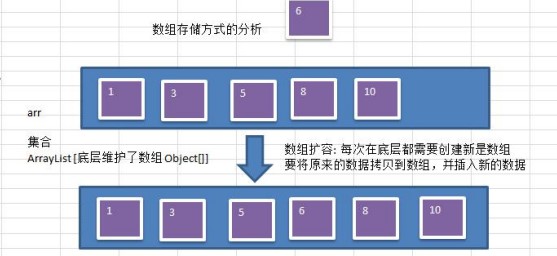 6
数组存储方式的分析
1 3 5 8 10
arr
集合
ArrayList [底层维护了数组 Object[]]
数组扩容: 每次在底层都需要创建新是数组
要将原来的数据拷贝到数组，并插入新的数据
1 3 5 6 8 10